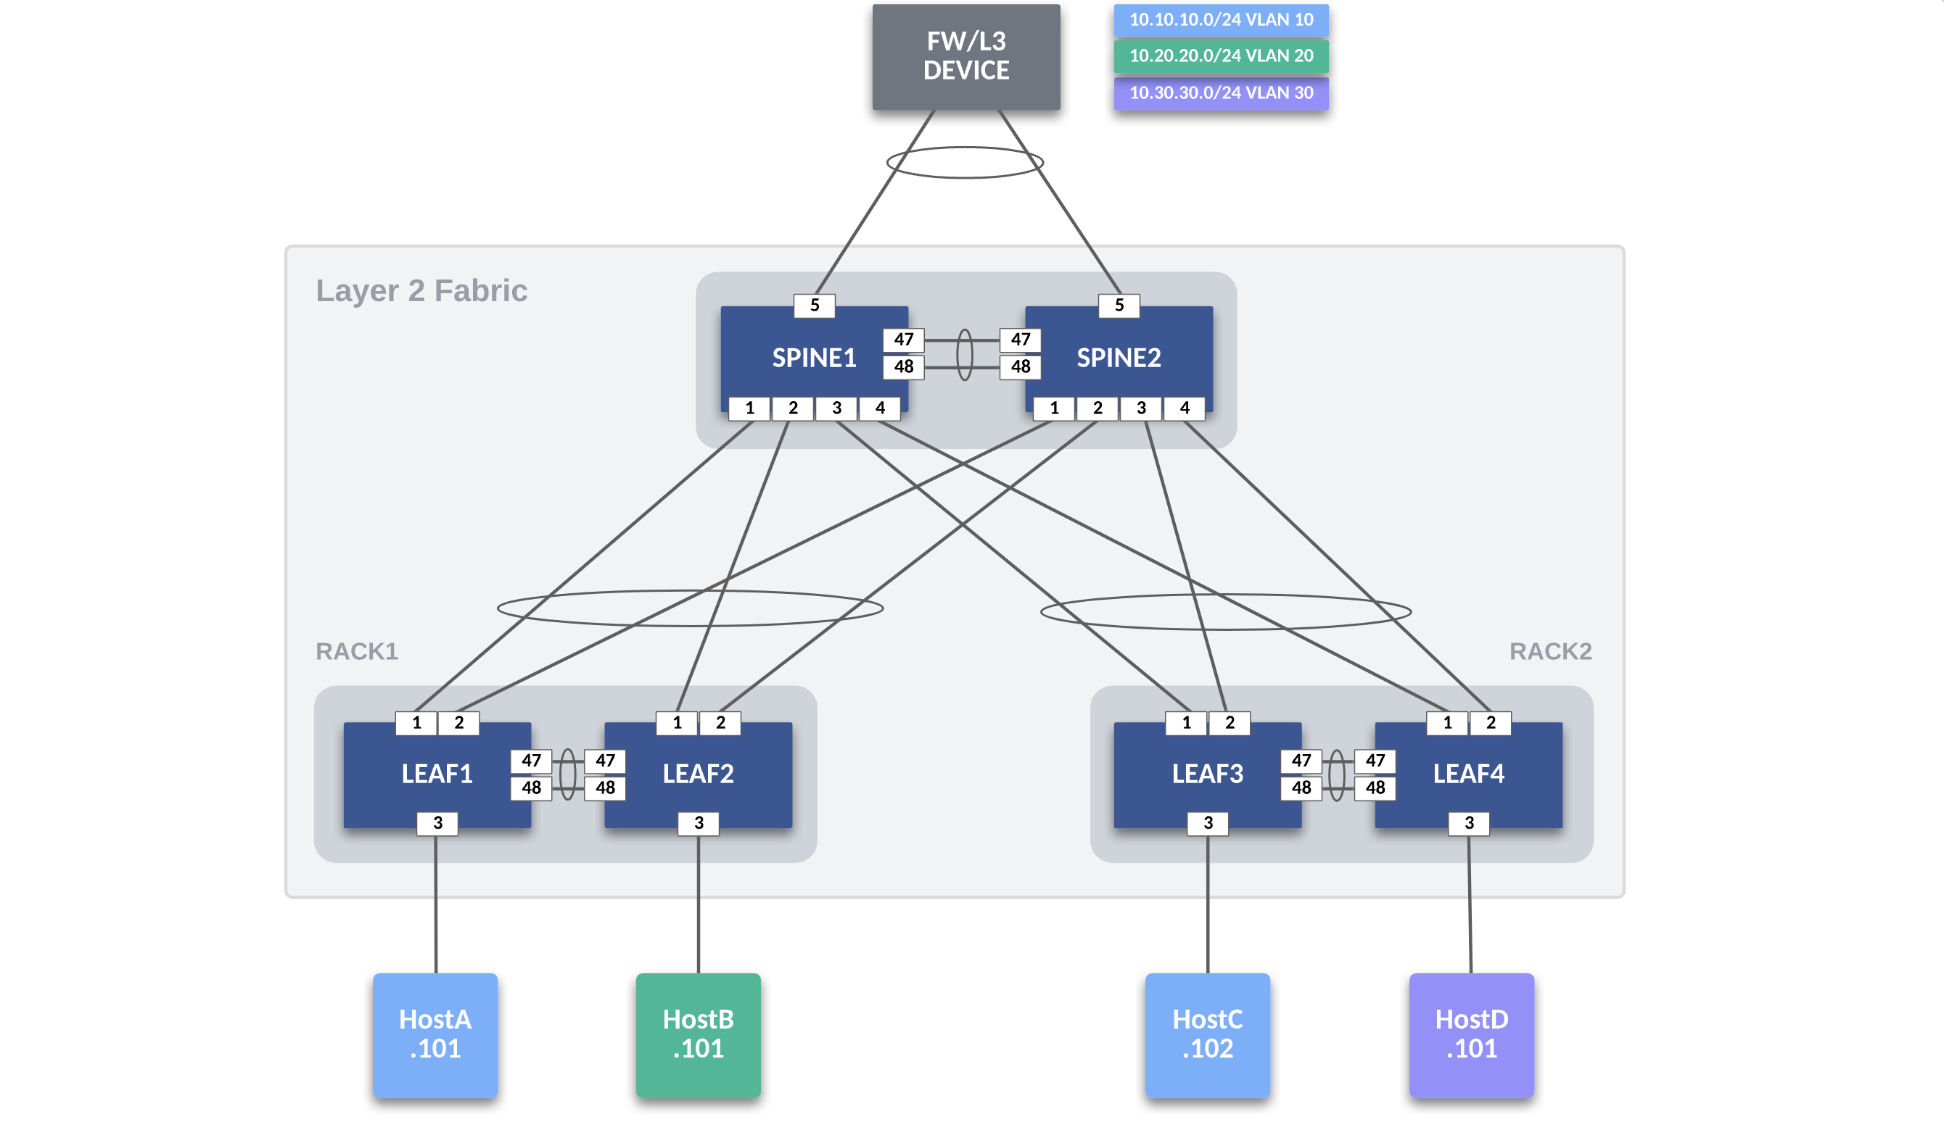 FW/L3
DEVICE
10.10.10.0/24 VLAN 10
10.20.20.0/24 VLAN 20
10.30.30.0/24 VLAN 30
Layer 2 Fabric
5
5
SPINE1
47
48
47
48
SPINE2
1 2 3 4
1 2 3 4
RACK1
RACK2
1 2
1 2
1 2
1 2
LEAF1
47
48
47
48
LEAF2
LEAF3
47
48
47
48
LEAF4
3
3
3
3
HostA
.101
HostB
.101
HostC
.102
HostD
.101